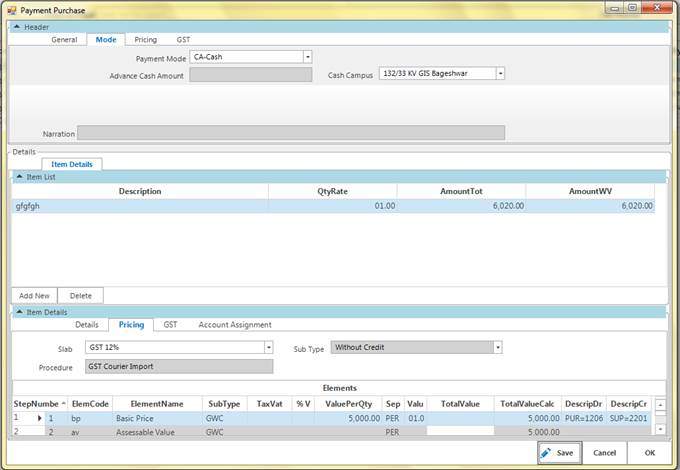 Payment Purchase
Header
General Mode Pricing GST
Payment Mode CA-Cash
Advance Cash Amount Cash Campus 132/33 KV GIS Bageshwar
Narration
Details
Item Details
Item List
Description QtyRate AmountTot AmountWV
gfgfgh 01.00 6,020.00 6,020.00
Add New Delete
Item Details
Details Pricing GST Account Assignment
Slab GST 12% Sub Type Without Credit
Procedure GST Courier Import
Elements
StepNumbe ElemCode ElementName SubType TaxVat % V ValuePerQty Sep Valu TotalValue TotalValueCalc DescripDr DescripCr
1 1 bp Basic Price GWC 5,000.00 PER 01.0 5,000.00 PUR=1206 SUP=2201
2 2 av Assessable Value GWC PER 5,000.00
Save Cancel OK